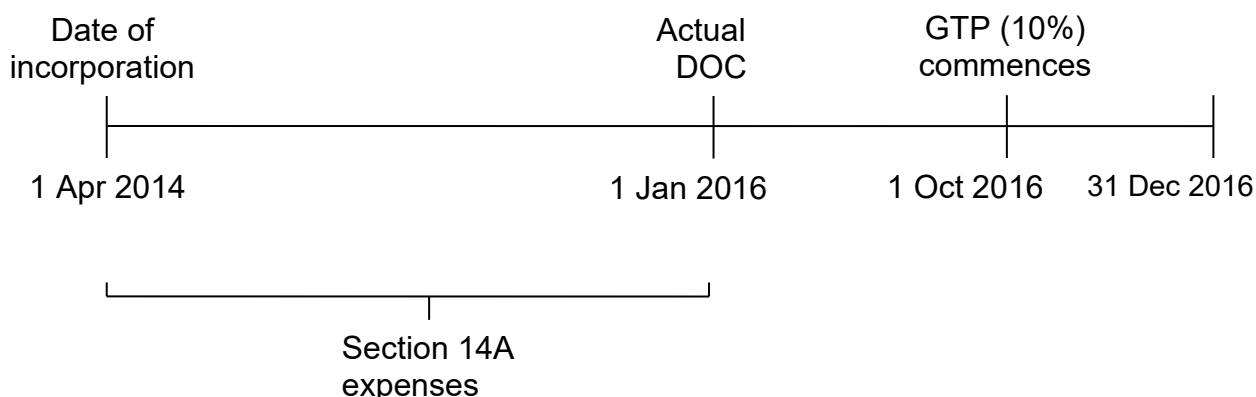 Date of
incorporation
Actual
DOC
GTP (10%)
commences
1 Apr 2014
1 Jan 2016
1 Oct 2016
31 Dec 2016
Section 14A
expenses